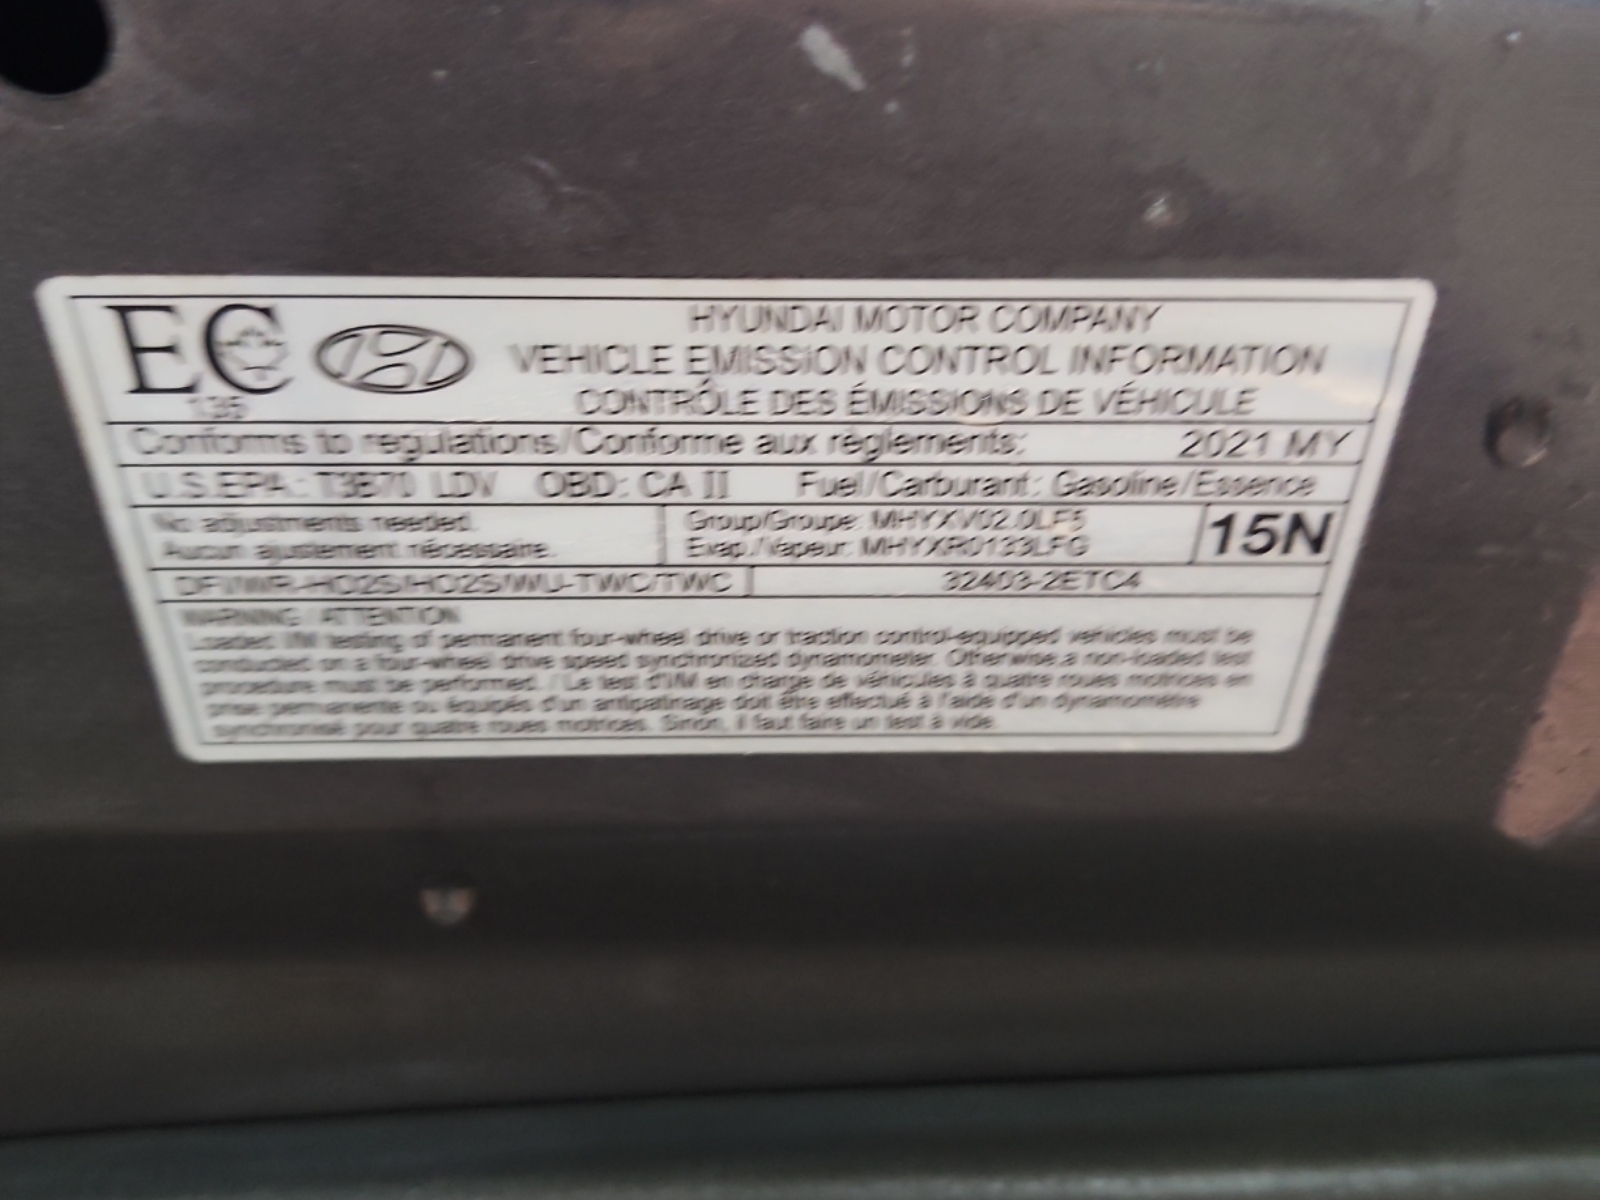 EC
135
HYUNDAI MOTOR COMPANY
VEHICLE EMISSION CONTROL INFORMATION
CONTRÔLE DES ÉMISSIONS DE VÉHICULE
Conforms to regulations/Conforme aux règlements: 2021 MY
U.S.EPA: T3B70 LDV OBD: CA II Fuel/Carburant: Gasoline/Essence
No adjustments needed.
Aucun ajustement nécessaire.
Group/Groupe: MHYXV02.0LF5
Evap./Vapeur: MHYXR0133LFG
15N
DFI/WR-HO2S/HO2S/WU-TWC/TWC 32403-2ETC4
WARNING / ATTENTION
Loaded I/M testing of permanent four-wheel drive or traction control-equipped vehicles must be
conducted on a four-wheel drive speed synchronized dynamometer. Otherwise a non-loaded test
procedure must be performed. / Le test d'I/M en charge de véhicules à quatre roues motrices en
prise permanente ou équipés d'un antipatinage doit être effectué à l'aide d'un dynamomètre
synchronisé pour quatre roues motrices. Sinon, il faut faire un test à vide.